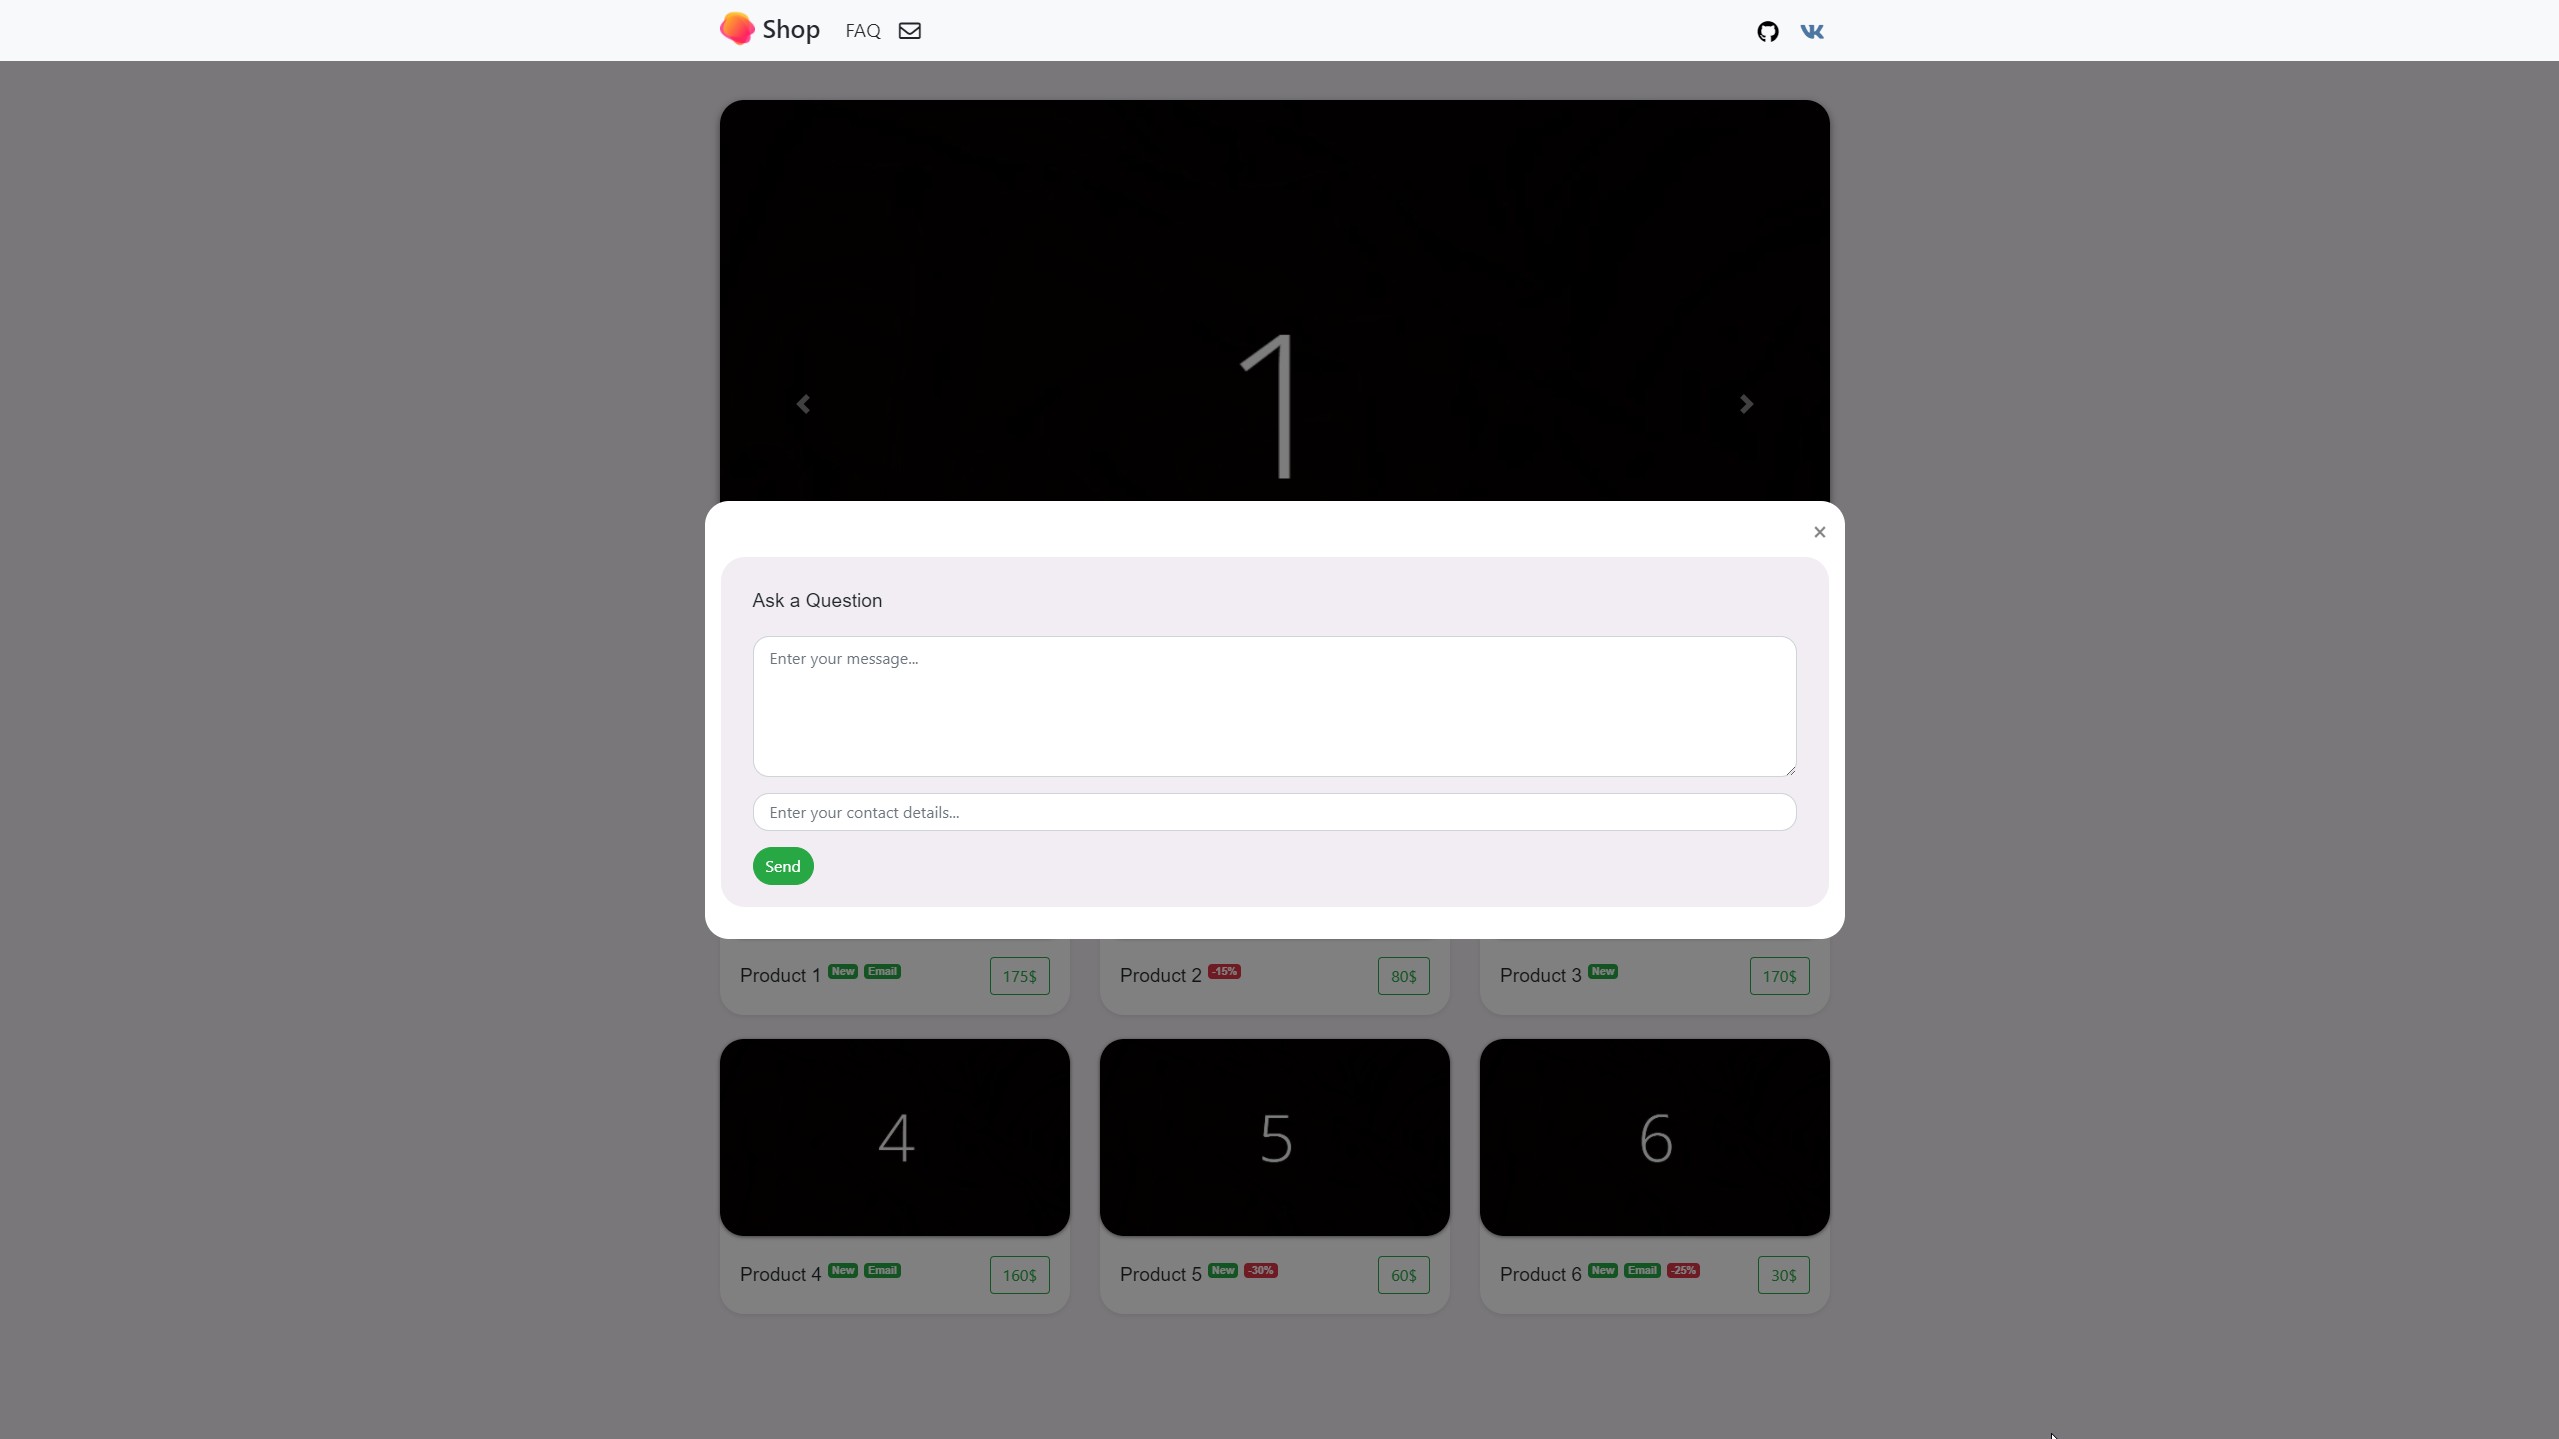 Shop FAQ
1
×
Ask a Question
Enter your message...
Enter your contact details...
Send
Product 1 New Email 175$
Product 2 -15% 80$
Product 3 New 170$
4
5
6
Product 4 New Email 160$
Product 5 New -30% 60$
Product 6 New Email -25% 30$